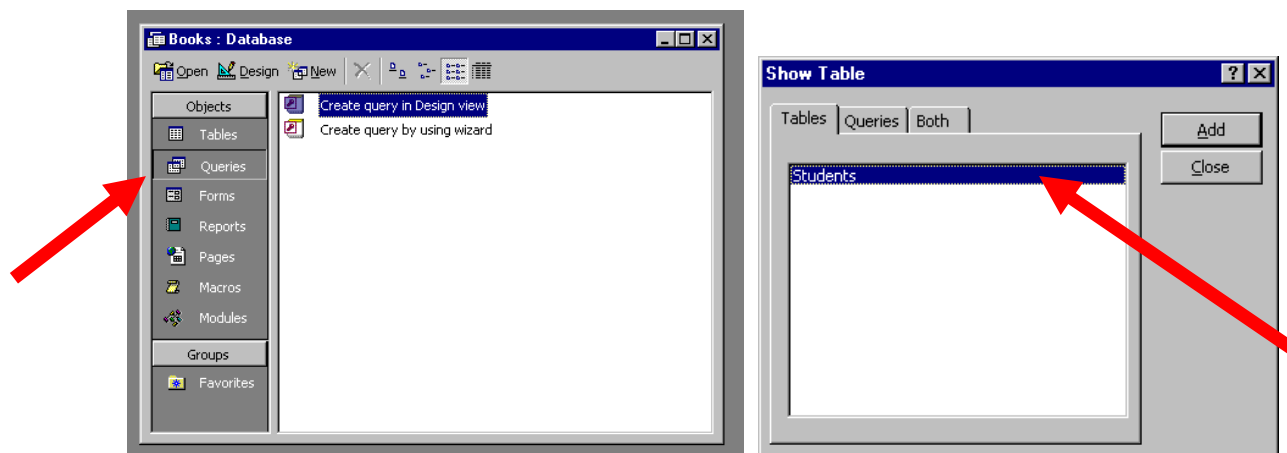 Books : Database
Open Design New
Objects
Tables
Queries
Forms
Reports
Pages
Macros
Modules
Groups
Favorites
Create query in Design view
Create query by using wizard
Show Table
Tables Queries Both
Students
Add
Close